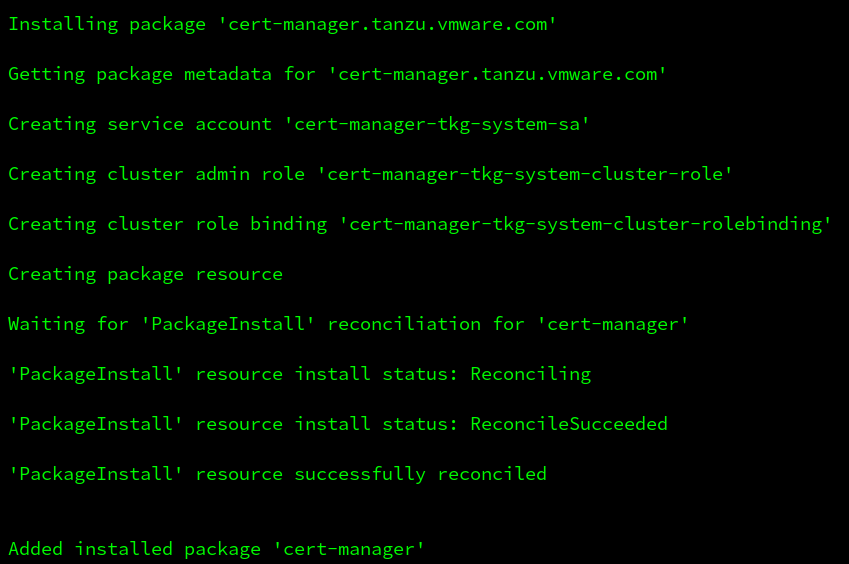 Installing package 'cert-manager.tanzu.vmware.com'
Getting package metadata for 'cert-manager.tanzu.vmware.com'
Creating service account 'cert-manager-tkg-system-sa'
Creating cluster admin role 'cert-manager-tkg-system-cluster-role'
Creating cluster role binding 'cert-manager-tkg-system-cluster-rolebinding'
Creating package resource
Waiting for 'PackageInstall' reconciliation for 'cert-manager'
'PackageInstall' resource install status: Reconciling
'PackageInstall' resource install status: ReconcileSucceeded
'PackageInstall' resource successfully reconciled
Added installed package 'cert-manager'